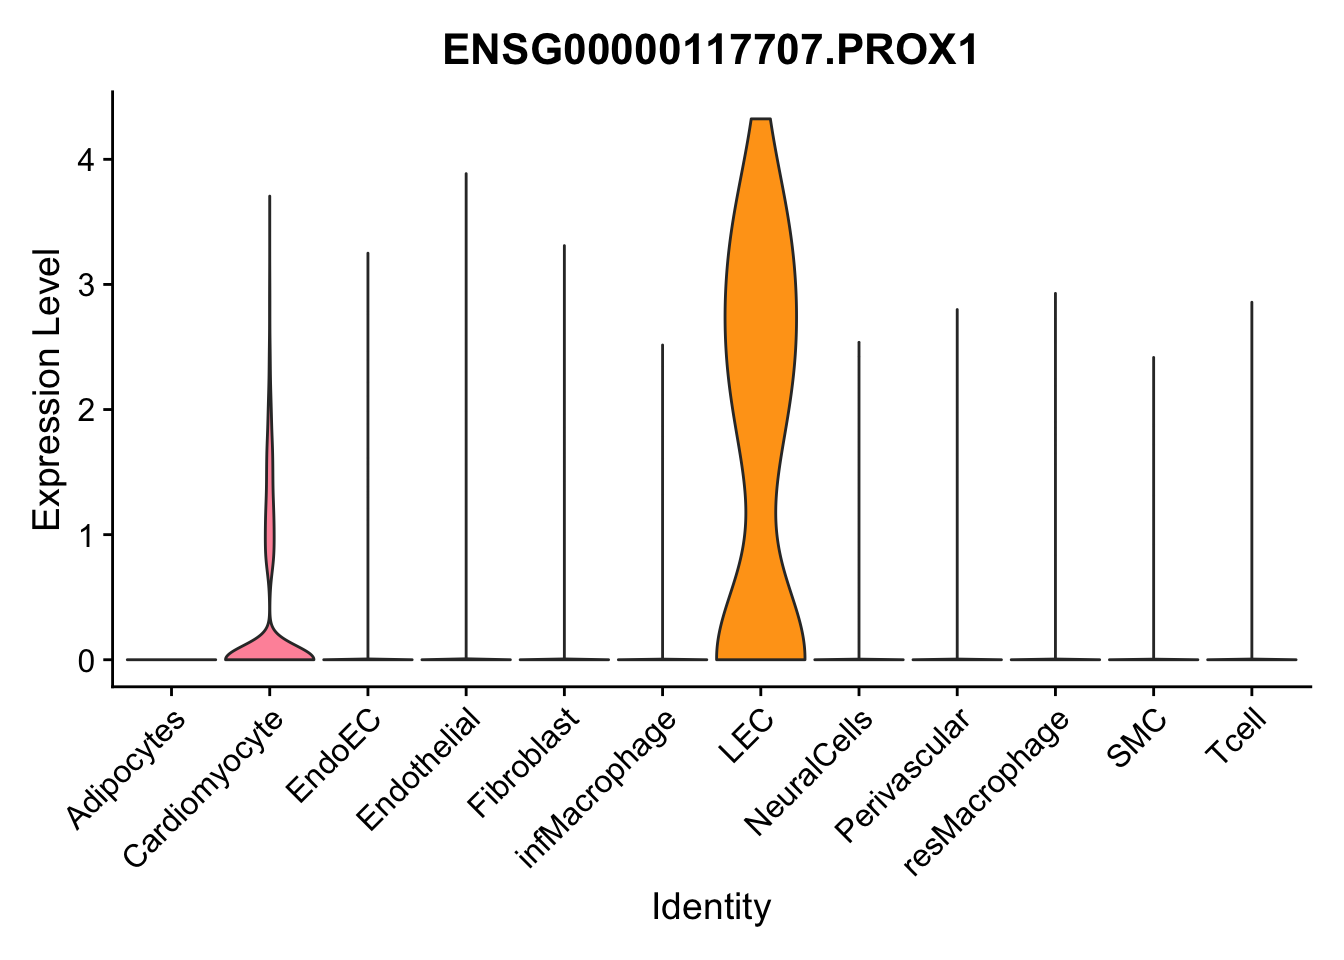 ENSG00000117707.PROX1
Expression Level
4
3
2
1
0
Adipocytes
Cardiomyocyte
EndoEC
Endothelial
Fibroblast
infMacrophage
LEC
NeuralCells
Perivascular
resMacrophage
SMC
Tcell
Identity